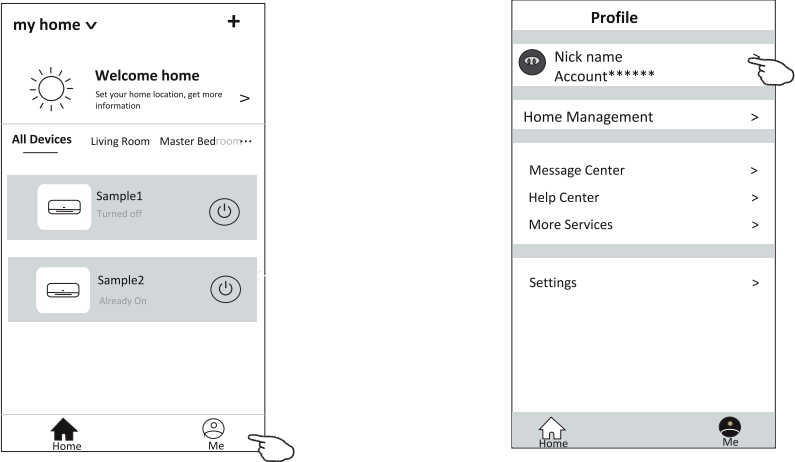 my home
+
Welcome home
Set your home location, get more
information
>
All Devices Living Room Master Bedroom ···
Sample1
Turned off
Sample2
Already On
Home Me
Profile
Nick name
Account******
>
Home Management >
Message Center >
Help Center >
More Services >
Settings >
Home Me